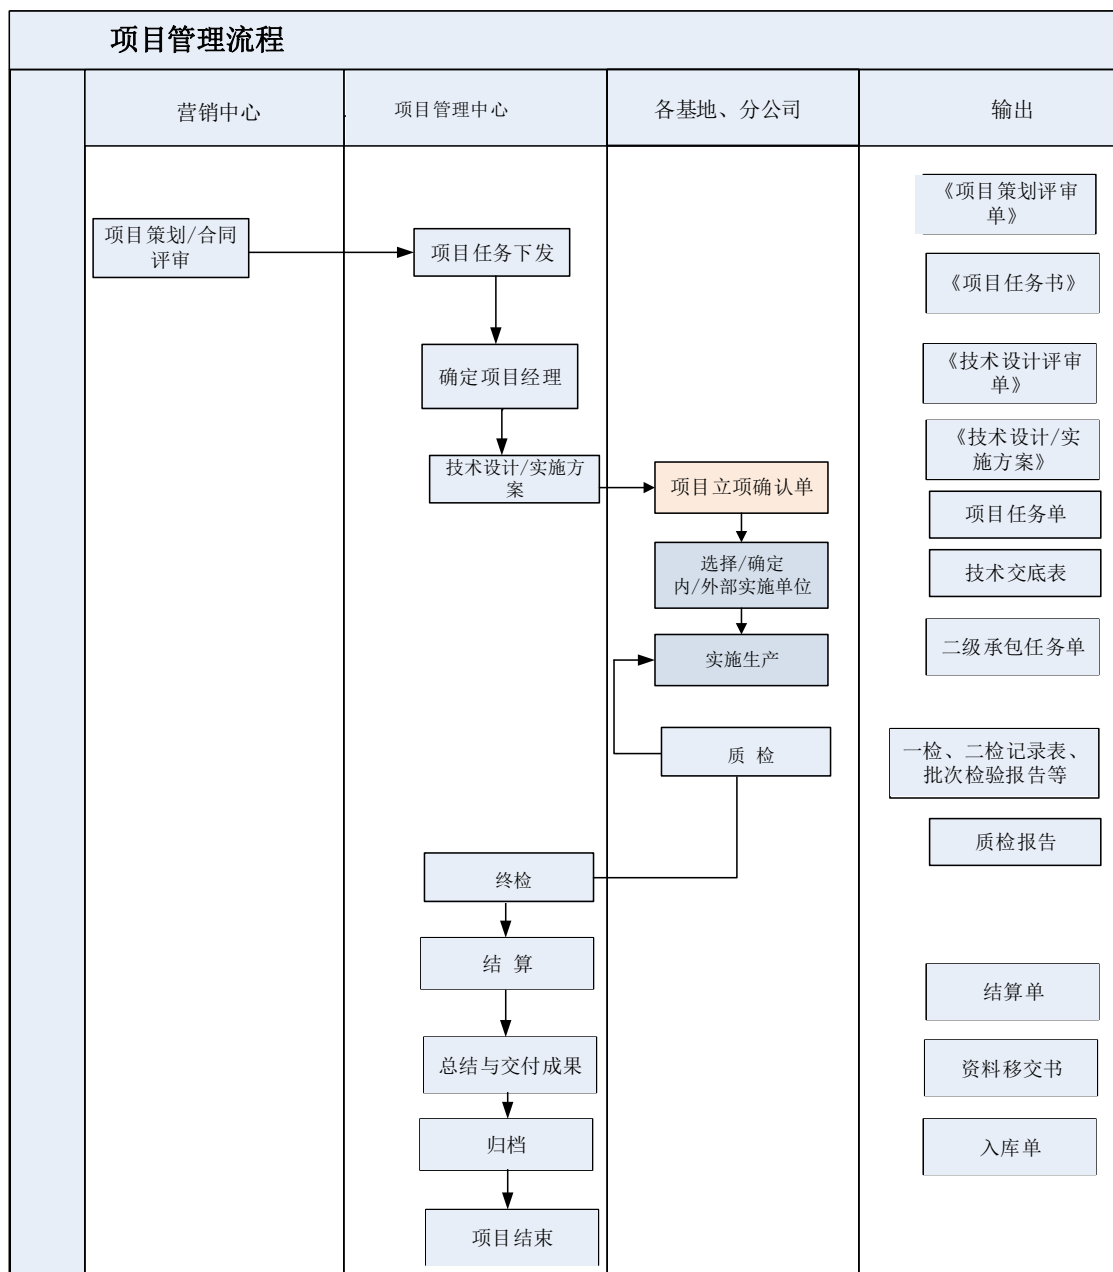 项目管理流程
营销中心
项目管理中心
各基地、分公司
输出
项目策划/合同
评审
项目任务下发
确定项目经理
技术设计/实施方
案
项目立项确认单
选择/确定
内/外部实施单位
实施生产
质 检
终检
结 算
总结与交付成果
归档
项目结束
《项目策划评审
单》
《项目任务书》
《技术设计评审
单》
《技术设计/实
施方案》
项目任务单
技术交底表
二级承包任务单
一检、二检记录表、
批次检验报告等
质检报告
结算单
资料移交书
入库单